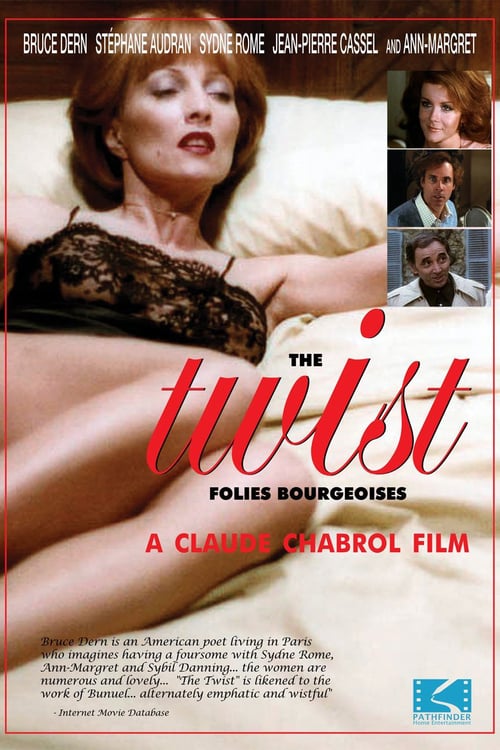 BRUCE DERN STÉPHANE AUDRAN SYDNE ROME JEAN-PIERRE CASSEL AND ANN-MARGRET
THE
twist
FOLIES BOURGEOISES
A CLAUDE CHABROL FILM
Bruce Dern is an American poet living in Paris
who imagines having a foursome with Sydne Rome,
Ann-Margret and Sybil Danning... the women are
numerous and lovely... "The Twist" is likened to the
work of Bunuel... alternately emphatic and wistful"
- Internet Movie Database
PATHFINDER
Home Entertainment